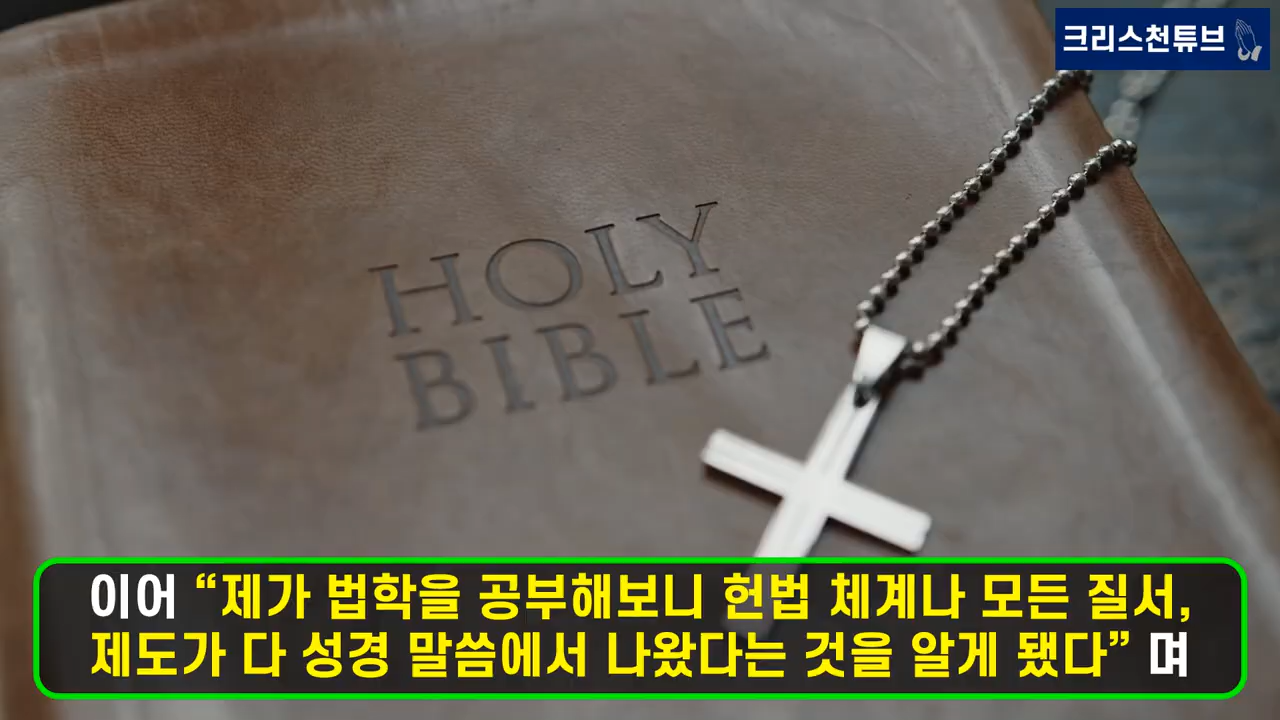 크리스천튜브
HOLY
BIBLE
이어 “제가 법학을 공부해보니 헌법 체계나 모든 질서,
제도가 다 성경 말씀에서 나왔다는 것을 알게 됐다” 며